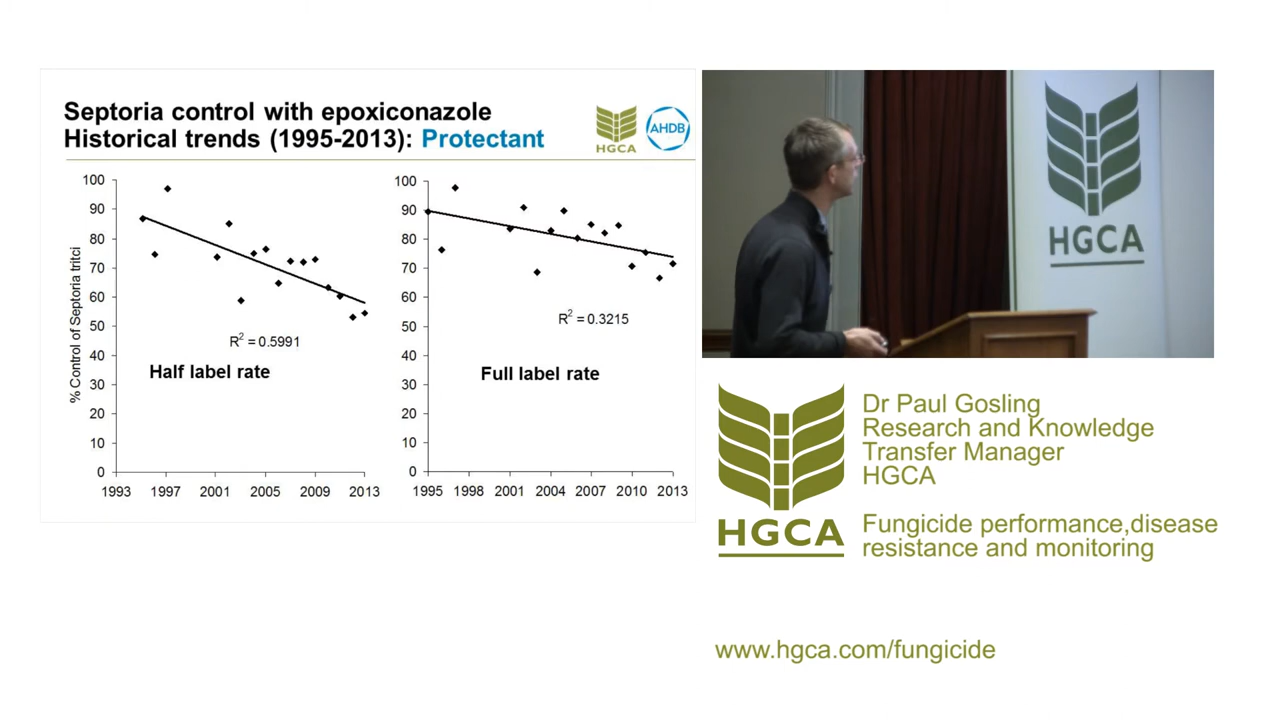 Septoria control with epoxiconazole
Historical trends (1995-2013): Protectant
HGCA
AHDB
% Control of Septoria tritci
100
90
80
70
60
50
40
30
20
10
0
1993 1997 2001 2005 2009 2013
R2 = 0.5991
Half label rate
100
90
80
70
60
50
40
30
20
10
0
1995 1998 2001 2004 2007 2010 2013
R2 = 0.3215
Full label rate
HGCA
HGCA
Dr Paul Gosling
Research and Knowledge
Transfer Manager
HGCA
Fungicide performance,disease
resistance and monitoring
www.hgca.com/fungicide